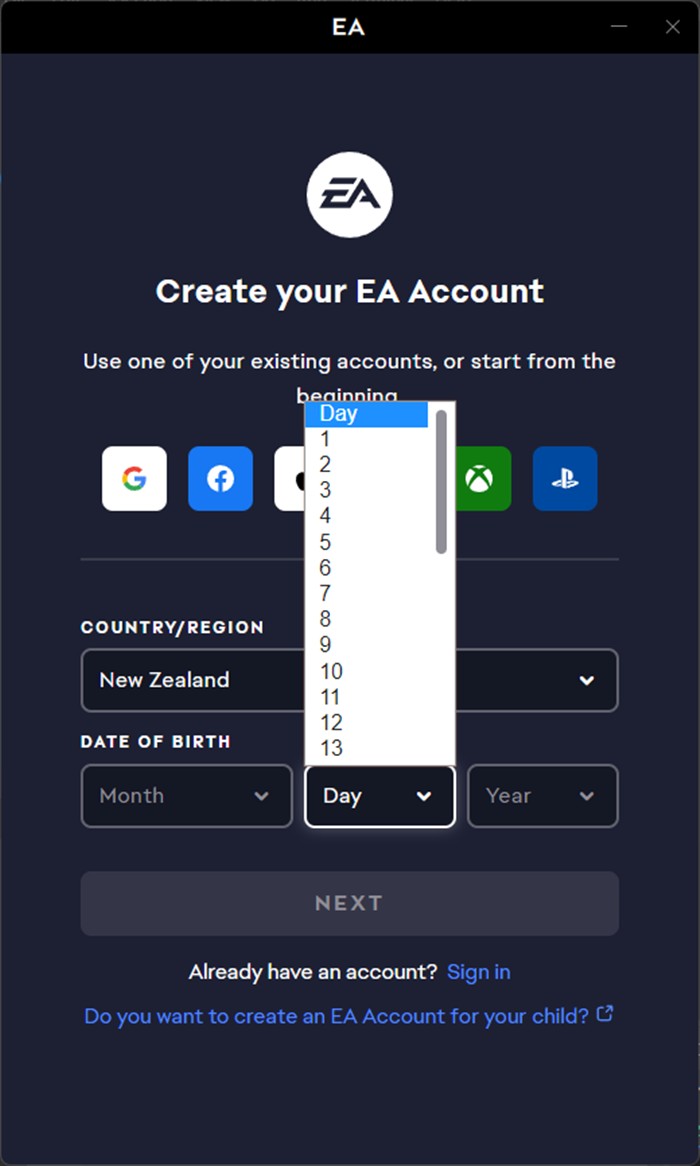 EA
EA
Create your EA Account
Use one of your existing accounts, or start from the
beginning
Day
1
2
3
4
5
6
7
8
9
10
11
12
13
COUNTRY/REGION
New Zealand
DATE OF BIRTH
Month
Day
Year
NEXT
Already have an account? Sign in
Do you want to create an EA Account for your child?